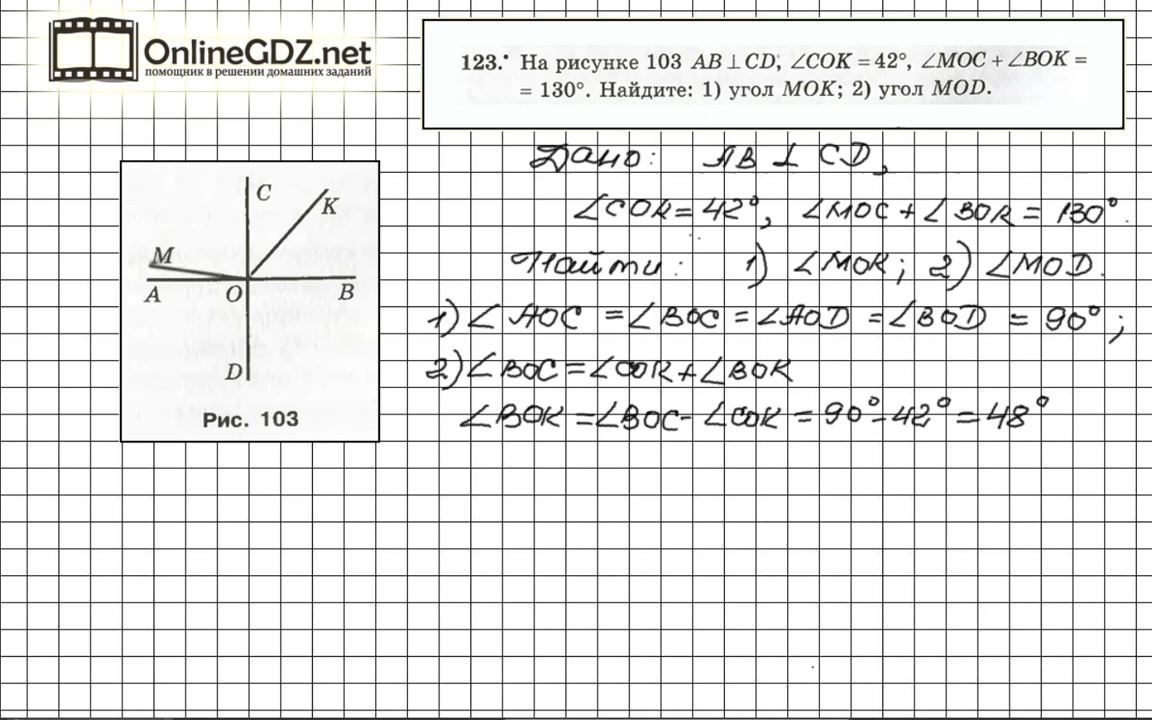 OnlineGDZ.net
помощник в решении домашних заданий
123.• На рисунке 103 AB ⊥ CD, ∠COK = 42°, ∠MOC + ∠BOK =
= 130°. Найдите: 1) угол MOK; 2) угол MOD.
Дано: AB ⊥ CD,
∠COK = 42°, ∠MOC + ∠BOK = 130°.
Найти: 1) ∠MOK; 2) ∠MOD.
1) ∠AOC = ∠BOC = ∠AOD = ∠BOD = 90°;
2) ∠BOC = ∠COK + ∠BOK
∠BOK = ∠BOC - ∠COK = 90° - 42° = 48°
C
K
M
A O B
D
Рис. 103